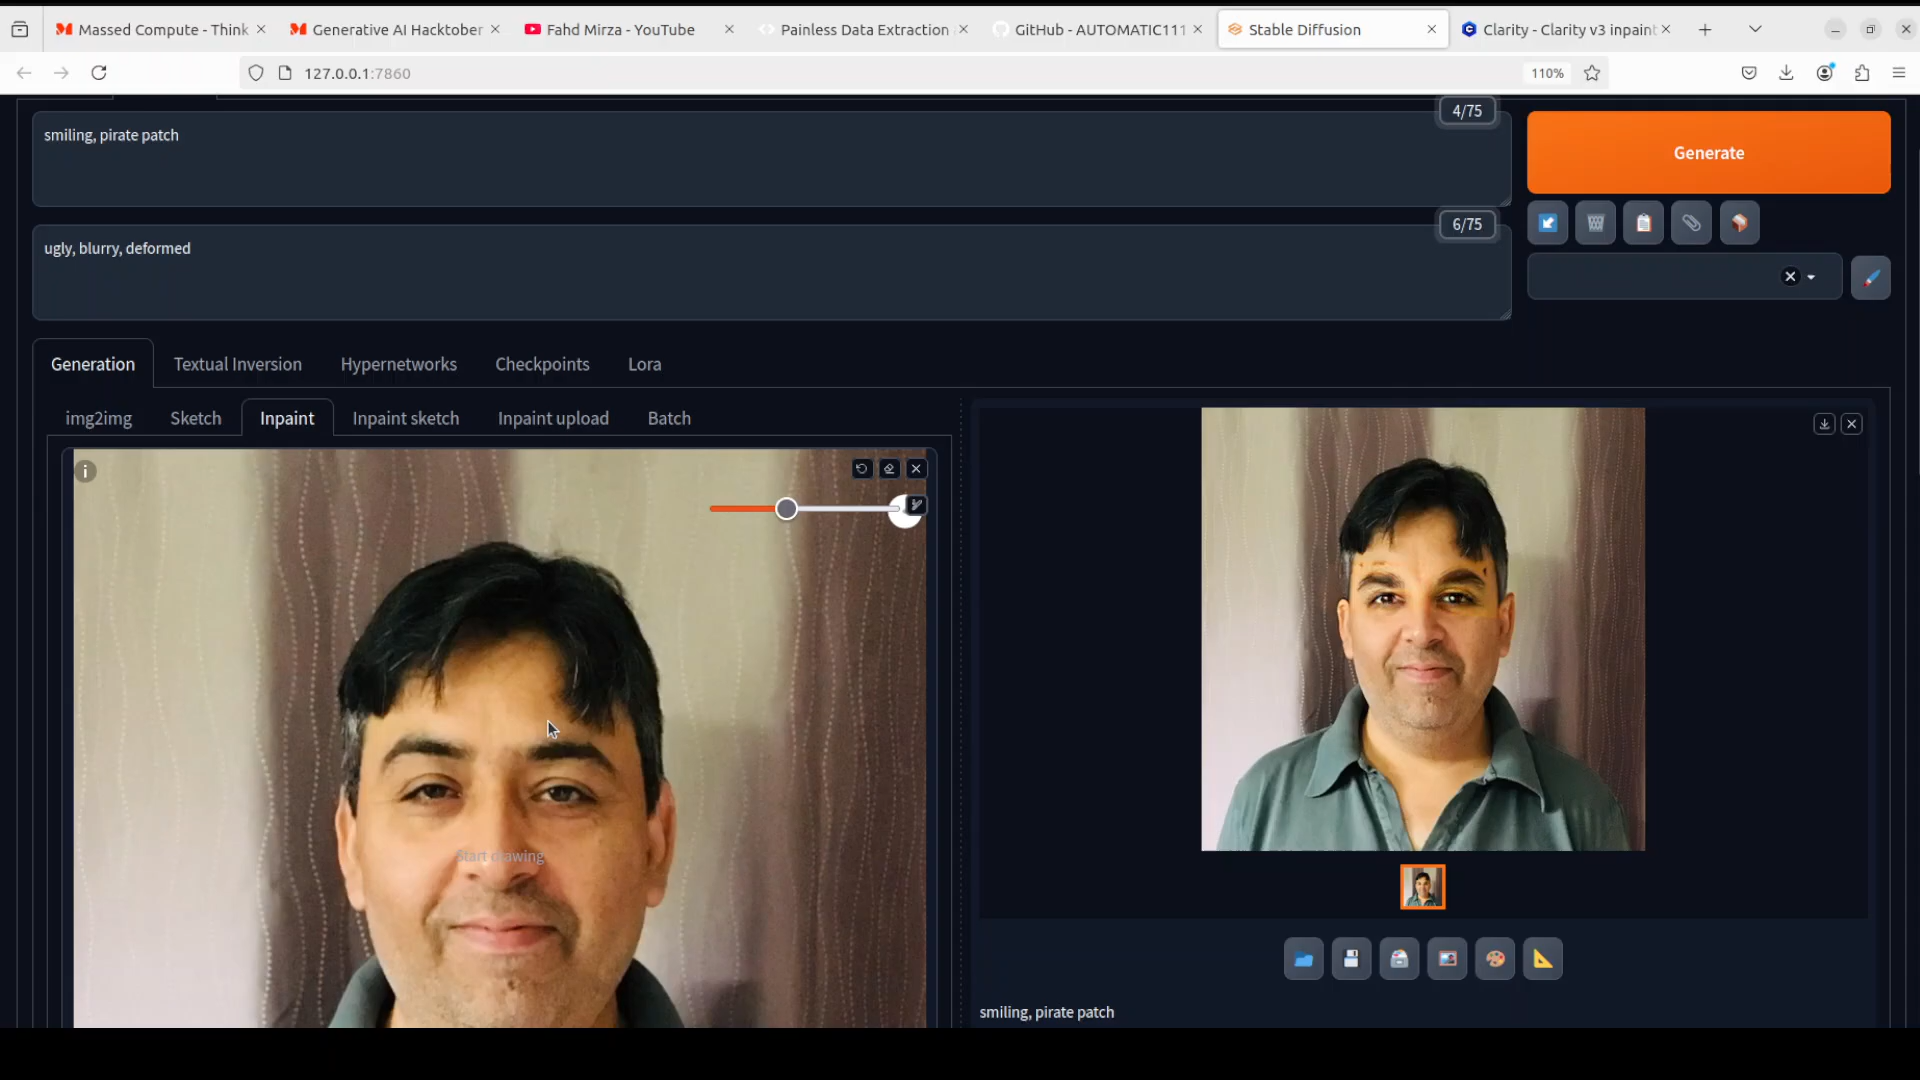 Massed Compute - Think
Generative AI Hacktober
Fahd Mirza - YouTube
Painless Data Extraction
GitHub - AUTOMATIC111
Stable Diffusion
Clarity - Clarity v3 inpaint
127.0.0.1:7860
110%
4/75
smiling, pirate patch
Generate
6/75
ugly, blurry, deformed
Generation
Textual Inversion
Hypernetworks
Checkpoints
Lora
img2img
Sketch
Inpaint
Inpaint sketch
Inpaint upload
Batch
Start drawing
smiling, pirate patch